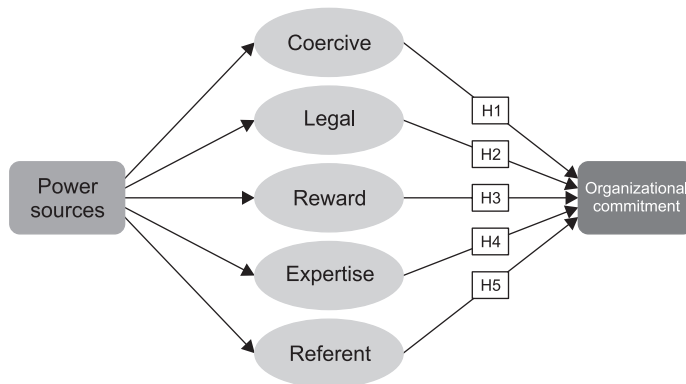 Coercive
H1
Legal
H2
Power
sources
Reward
H3
Organizational
commitment
H4
Expertise
H5
Referent